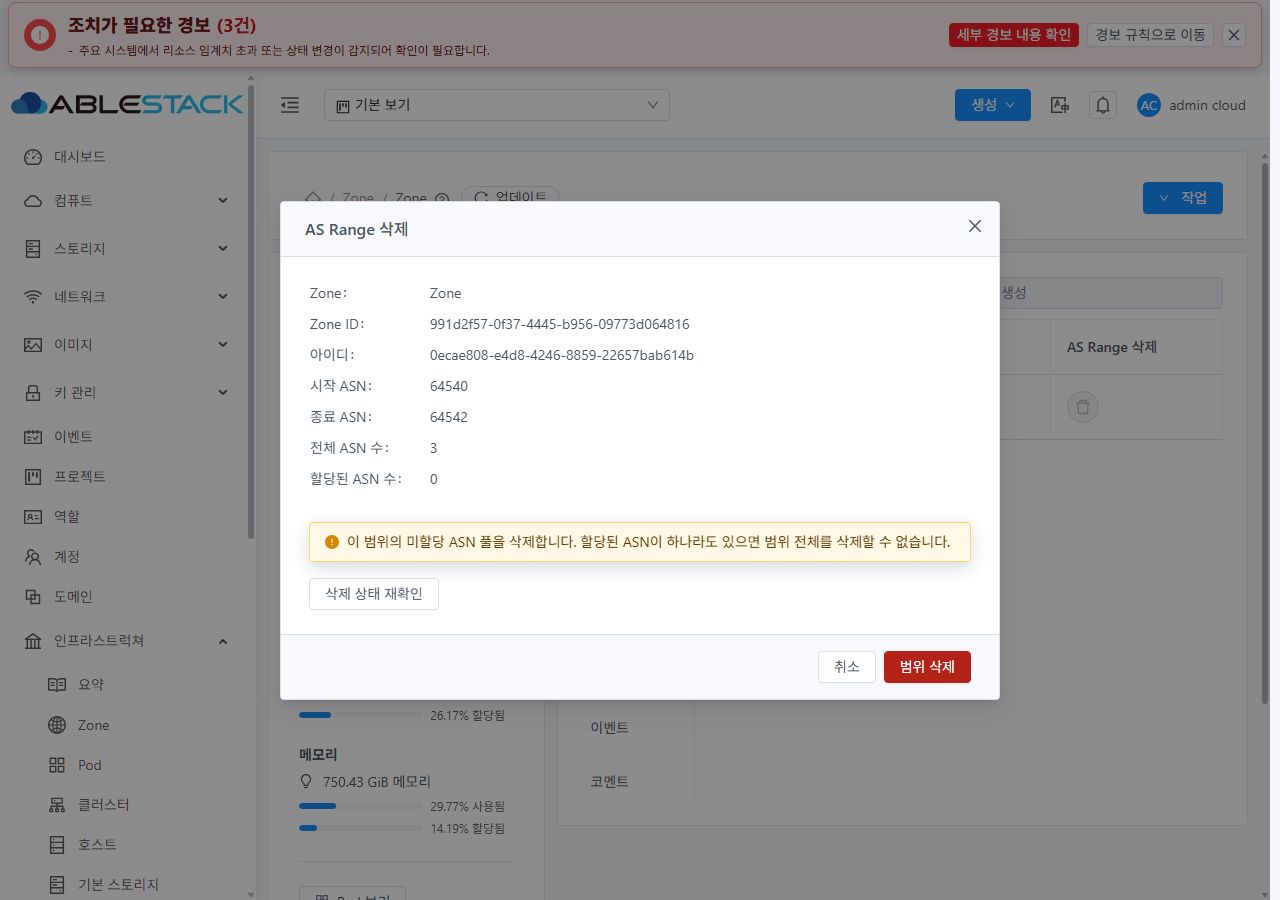 조치가 필요한 경보 (3건)
- 주요 시스템에서 리소스 임계치 초과 또는 상태 변경이 감지되어 확인이 필요합니다.
세부 경보 내용 확인
경보 규칙으로 이동
ABLESTACK
기본 보기
생성
AC
admin cloud
대시보드
컴퓨트
스토리지
네트워크
이미지
키 관리
이벤트
프로젝트
역할
계정
도메인
인프라스트럭쳐
요약
Zone
Pod
클러스터
호스트
기본 스토리지
/ Zone / Zone
업데이트
작업
생성
AS Range 삭제
AS Range 삭제
Zone: Zone
Zone ID: 991d2f57-0f37-4445-b956-09773d064816
아이디: 0ecae808-e4d8-4246-8859-22657bab614b
시작 ASN: 64540
종료 ASN: 64542
전체 ASN 수: 3
할당된 ASN 수: 0
이 범위의 미할당 ASN 풀을 삭제합니다. 할당된 ASN이 하나라도 있으면 범위 전체를 삭제할 수 없습니다.
삭제 상태 재확인
취소
범위 삭제
26.17% 할당됨
메모리
750.43 GiB 메모리
29.77% 사용됨
14.19% 할당됨
이벤트
코멘트